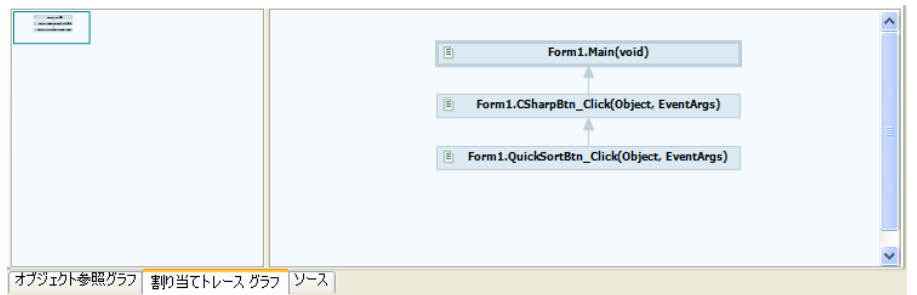 Form1.Main(void)
Form1.CSharpBtn_Click(Object, EventArgs)
Form1.QuickSortBtn_Click(Object, EventArgs)
オブジェクト参照グラフ 割り当てトレース グラフ ソース